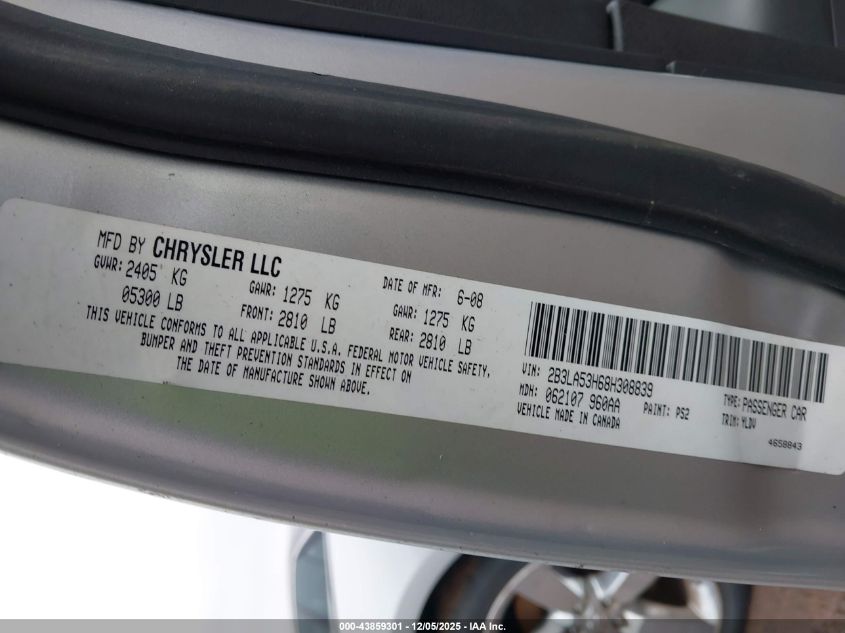 MFD BY CHRYSLER LLC
GVWR: 2405 KG
05300 LB
GAWR: 1275 KG
FRONT: 2810 LB
DATE OF MFR: 6-08
GAWR: 1275 KG
REAR: 2810 LB
THIS VEHICLE CONFORMS TO ALL APPLICABLE U.S.A. FEDERAL MOTOR VEHICLE SAFETY,
BUMPER AND THEFT PREVENTION STANDARDS IN EFFECT ON
THE DATE OF MANUFACTURE SHOWN ABOVE.
VIN: 2B3LA53H68H308839
TYPE: PASSENGER CAR
MDH: 062107 960AA
PAINT: PS2
TRIM: YLDV
VEHICLE MADE IN CANADA
4658843
000-43859301 - 12/05/2025 - IAAI Inc.